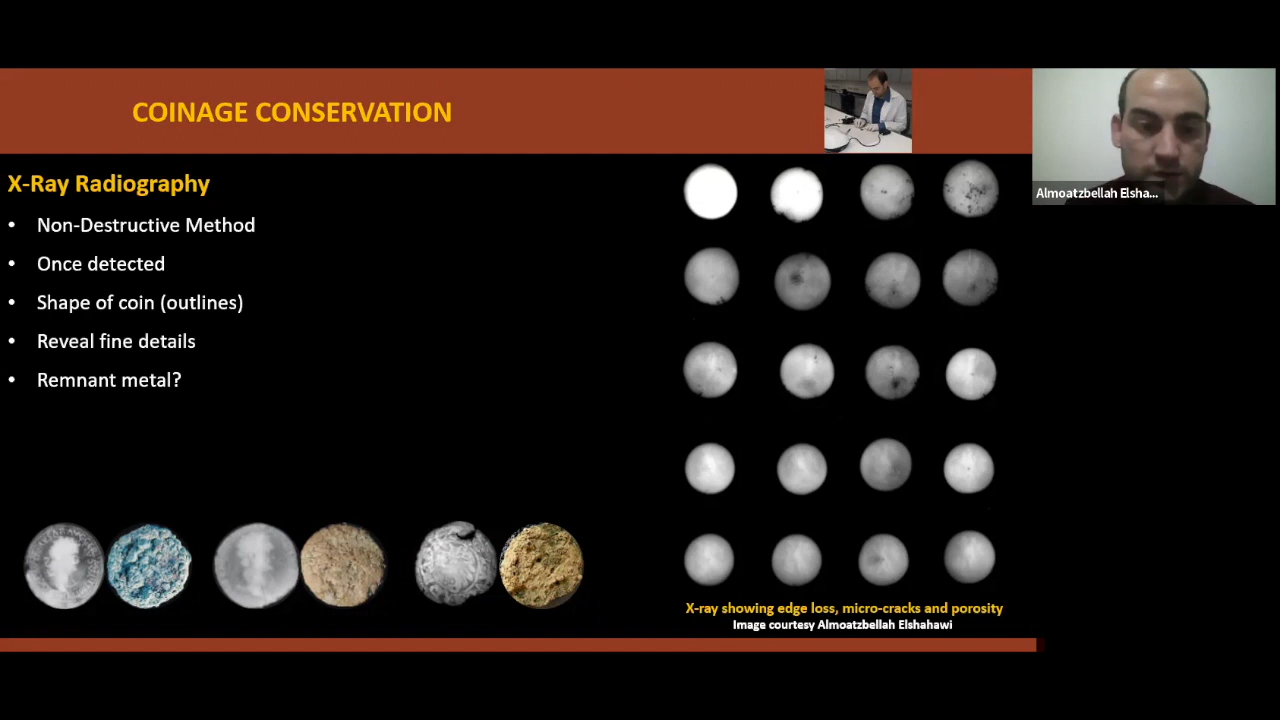 COINAGE CONSERVATION
Almoatzbellah Elsha...
X-Ray Radiography
• Non-Destructive Method
• Once detected
• Shape of coin (outlines)
• Reveal fine details
• Remnant metal?
X-ray showing edge loss, micro-cracks and porosity
Image courtesy Almoatzbellah Elshahawi